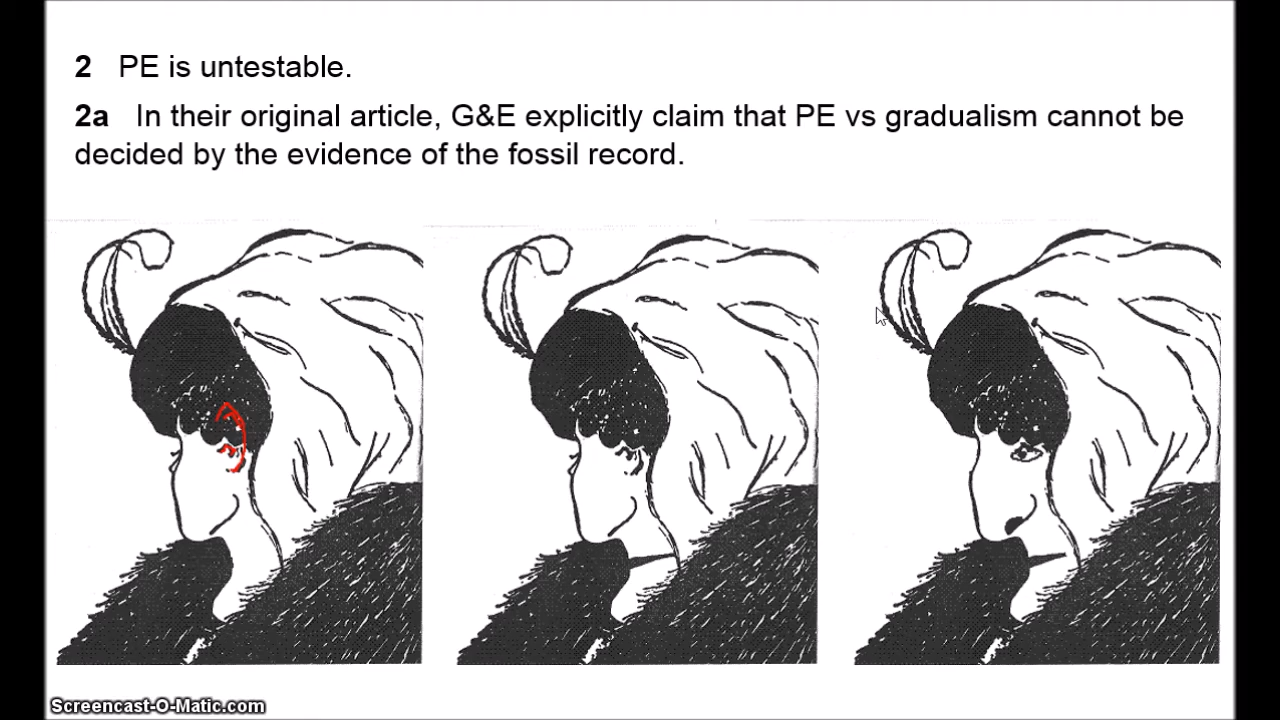 2 PE is untestable.
2a In their original article, G&E explicitly claim that PE vs gradualism cannot be
decided by the evidence of the fossil record.
Screencast-O-Matic.com